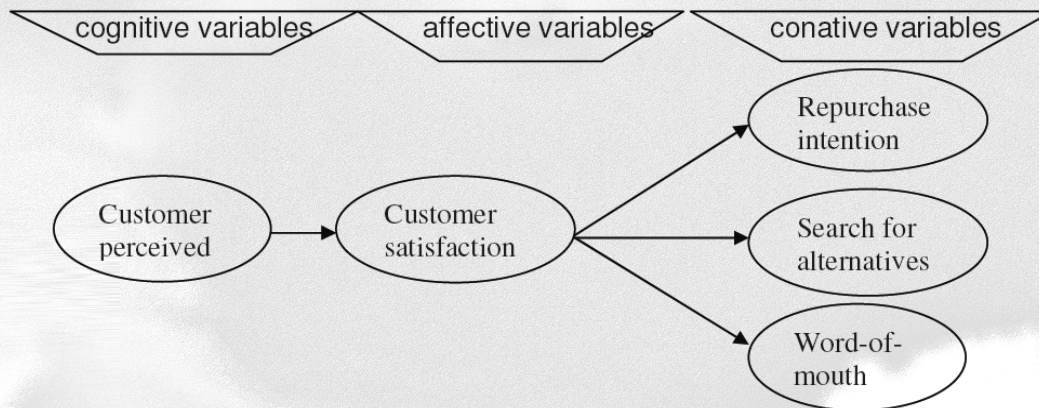 cognitive variables
affective variables
conative variables
Repurchase
intention
Customer
perceived
Customer
satisfaction
Search for
alternatives
Word-of-
mouth